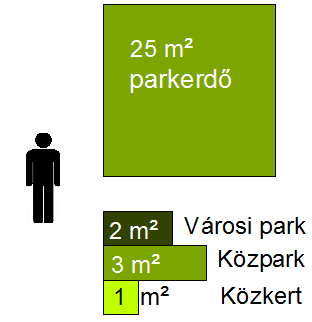 25 m²
parkerdő
2 m² Városi park
3 m² Közpark
1 m² Közkert